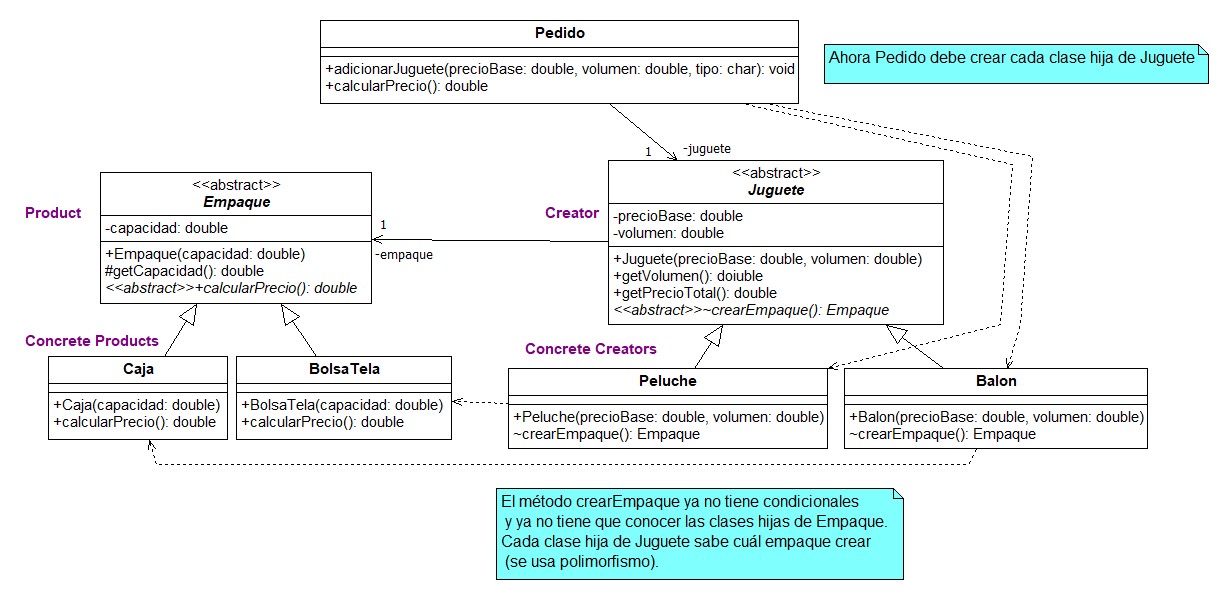 Pedido
+adicionarJuguete(precioBase: double, volumen: double, tipo: char): void
+calcularPrecio(): double
Ahora Pedido debe crear cada clase hija de Juguete
1
-juguete
Product
<<abstract>>
Empaque
-capacidad: double
+Empaque(capacidad: double)
#getCapacidad(): double
<<abstract>>+calcularPrecio(): double
1
-empaque
Creator
<<abstract>>
Juguete
-precioBase: double
-volumen: double
+Juguete(precioBase: double, volumen: double)
+getVolumen(): doiuble
+getPrecioTotal(): double
<<abstract>>~crearEmpaque(): Empaque
Concrete Products
Caja
+Caja(capacidad: double)
+calcularPrecio(): double
BolsaTela
+BolsaTela(capacidad: double)
+calcularPrecio(): double
Concrete Creators
Peluche
+Peluche(precioBase: double, volumen: double)
~crearEmpaque(): Empaque
Balon
+Balon(precioBase: double, volumen: double)
~crearEmpaque(): Empaque
El método crearEmpaque ya no tiene condicionales
y ya no tiene que conocer las clases hijas de Empaque.
Cada clase hija de Juguete sabe cuál empaque crear
(se usa polimorfismo).